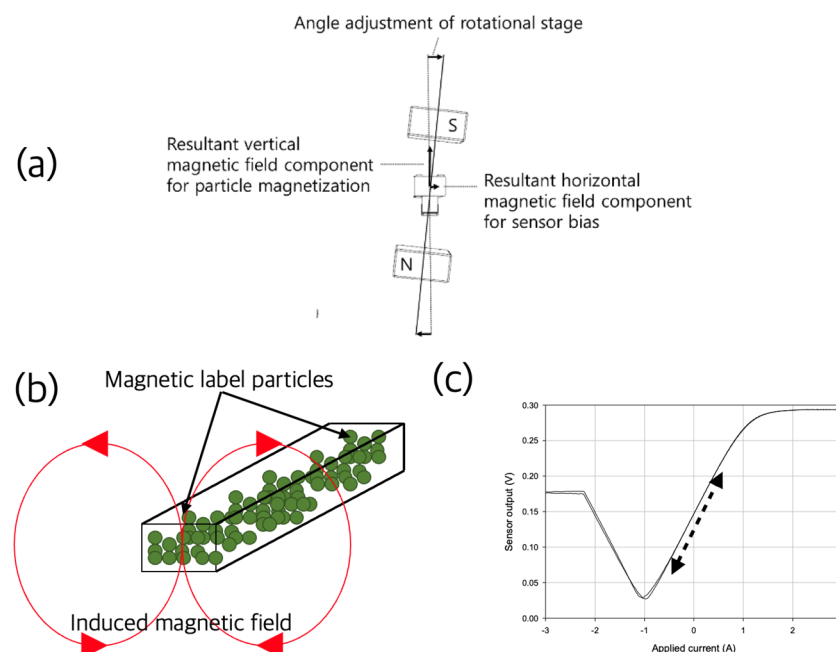 (a)
Angle adjustment of rotational stage
S
Resultant vertical
magnetic field component
for particle magnetization
Resultant horizontal
magnetic field component
for sensor bias
N
(b)
Magnetic label particles
Induced magnetic field
(c)
Sensor output (V)
0.30
0.25
0.20
0.15
0.10
0.05
0.00
-3
-2
-1
0
1
2
Applied current (A)